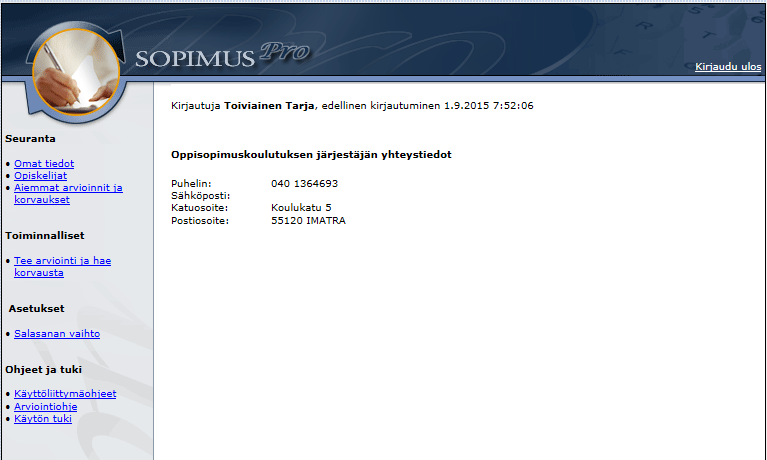 SOPIMUS Pro
Kirjaudu ulos
Seuranta
• Omat tiedot
• Opiskelijat
• Aiemmat arvioinnit ja
korvaukset
Toiminnalliset
• Tee arviointi ja hae
korvausta
Asetukset
• Salasanan vaihto
Ohjeet ja tuki
• Käyttöliittymäohjeet
• Arviointiohje
• Käytön tuki
Kirjautuja Toiviainen Tarja, edellinen kirjautuminen 1.9.2015 7:52:06
Oppisopimuskoulutuksen järjestäjän yhteystiedot
Puhelin: 040 1364693
Sähköposti:
Katuosoite: Koulukatu 5
Postiosoite: 55120 IMATRA